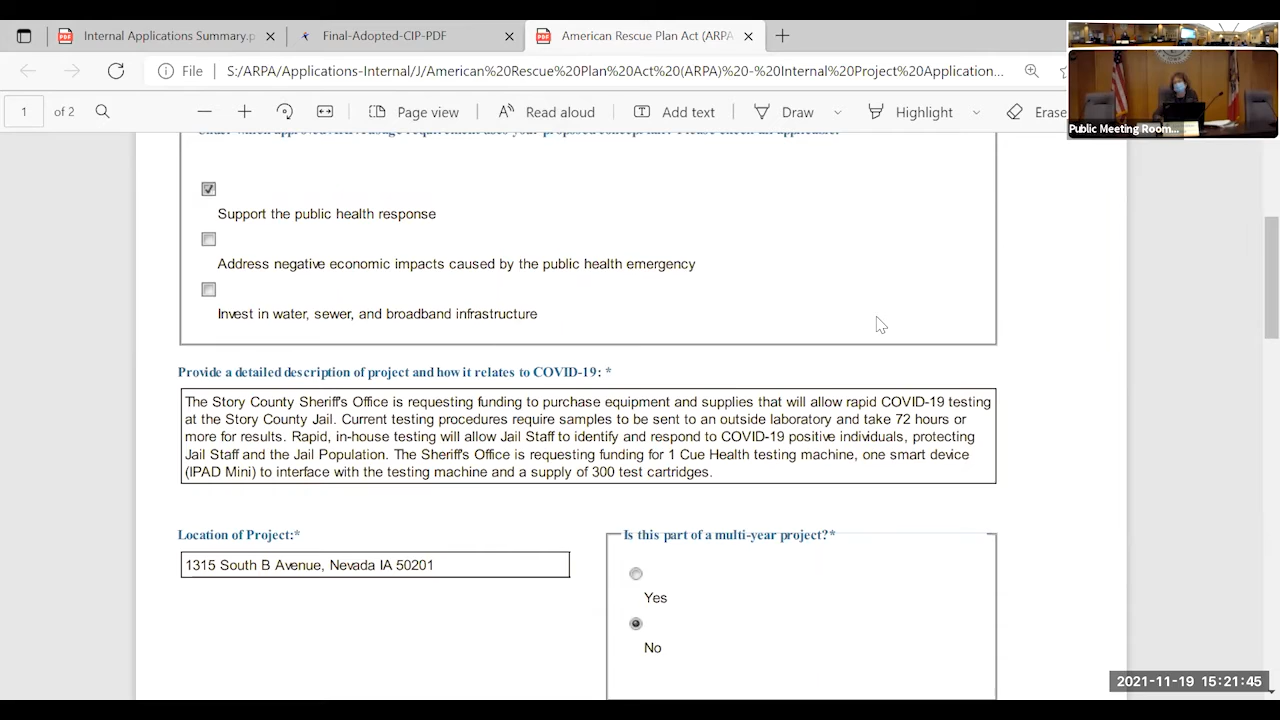 Internal Applications Summary.p
Final-Adopted-CIP-PDF
American Rescue Plan Act (ARPA
File
S:/ARPA/Applications-Internal/J/American%20Rescue%20Plan%20Act%20(ARPA)%20-%20Internal%20Project%20Application...
1 of 2
Page view
Read aloud
Add text
Draw
Highlight
Erase
Public Meeting Room...
Support the public health response
Address negative economic impacts caused by the public health emergency
Invest in water, sewer, and broadband infrastructure
Provide a detailed description of project and how it relates to COVID-19: *
The Story County Sheriff's Office is requesting funding to purchase equipment and supplies that will allow rapid COVID-19 testing
at the Story County Jail. Current testing procedures require samples to be sent to an outside laboratory and take 72 hours or
more for results. Rapid, in-house testing will allow Jail Staff to identify and respond to COVID-19 positive individuals, protecting
Jail Staff and the Jail Population. The Sheriff's Office is requesting funding for 1 Cue Health testing machine, one smart device
(IPAD Mini) to interface with the testing machine and a supply of 300 test cartridges.
Location of Project:*
1315 South B Avenue, Nevada IA 50201
Is this part of a multi-year project?*
Yes
No
2021-11-19 15:21:45